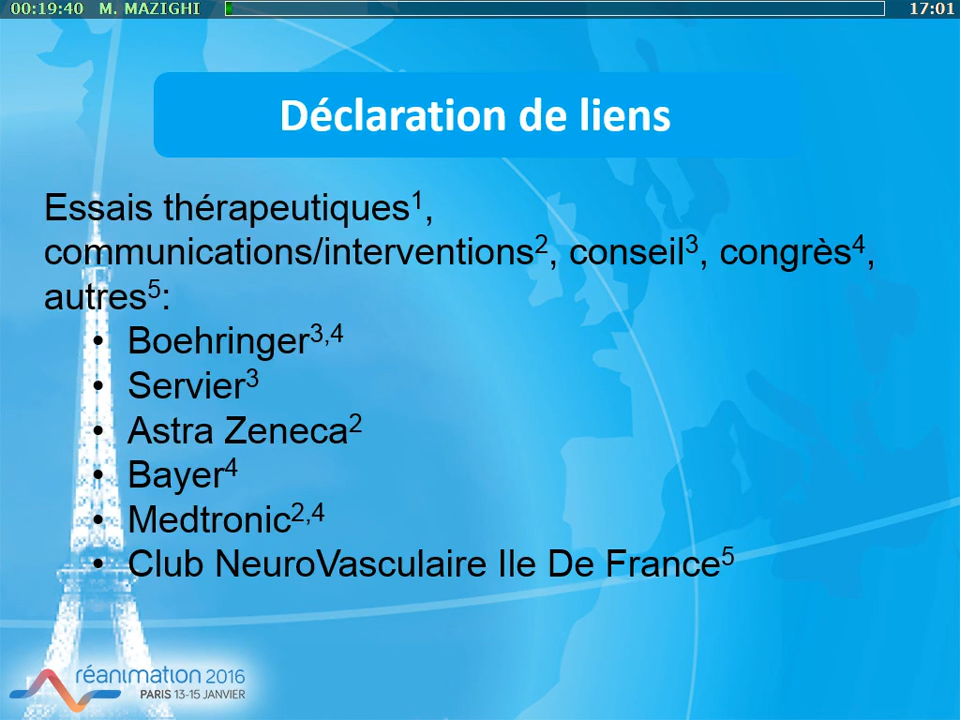 00:19:40 M. MAZIGHI 17:01
Déclaration de liens
Essais thérapeutiques¹,
communications/interventions², conseil³, congrès⁴,
autres⁵:
• Boehringer³,⁴
• Servier³
• Astra Zeneca²
• Bayer⁴
• Medtronic²,⁴
• Club NeuroVasculaire Ile De France⁵
réanimation 2016
PARIS 13-15 JANVIER